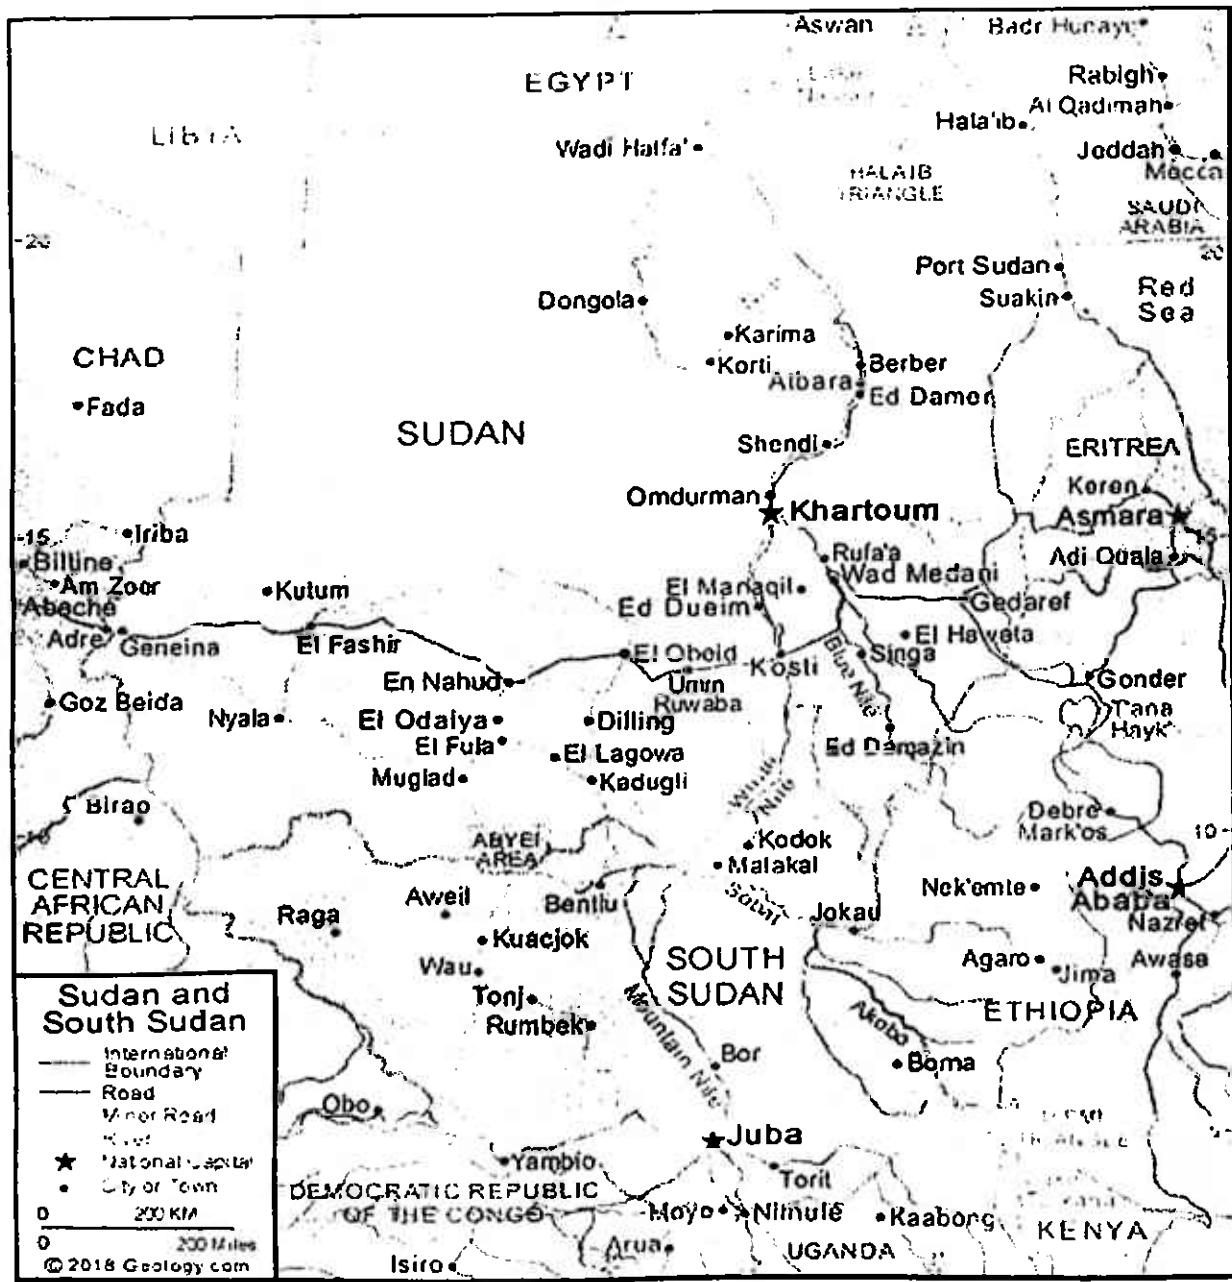 Aswan
Badr Hunayn
EGYPT
Rabigh
Al Qadimah
LIBYA
Hala'ib
Wadi Halfa'
Jeddah
Mecca
HALAIB
TRIANGLE
SAUDI
ARABIA
20
20
Port Sudan
Suakin
Red
Sea
Dongola
Karima
Korti
CHAD
Berber
Atbara
Ed Damer
Fada
SUDAN
Shendi
ERITREA
Keren
Omdurman
Khartoum
Asmara
15
15
Iriba
Biltine
Rufa'a
Adi Quala
Am Zoer
Kutum
El Manaqil
Wad Medani
Abeche
Ed Dueim
Gedaref
Adre
Geneina
El Fashir
El Obeid
Kosti
El Haweta
Singa
Blue Nile
En Nahud
Umm
Ruwaba
Gonder
Goz Beida
Nyala
El Odaiya
Dilling
T'ana
Hayk'
El Fula
El Lagowa
Ed Damazin
Muglad
Kadugli
White
Nile
Birao
Debre
Mark'os
10
10
ABYEI
AREA
Kodok
Malakal
CENTRAL
AFRICAN
REPUBLIC
Aweil
Bentiu
Sobat
Nek'emte
Addis
Ababa
Raga
Jokau
Nazret
Kuacjok
Wau
SOUTH
SUDAN
Agaro
Jima
Awasa
Tonj
Rumbek
Mountain Nile
Akobo
ETHIOPIA
Bor
Boma
Obo
TRIANGLE
Juba
Yambio
Torit
DEMOCRATIC REPUBLIC
OF THE CONGO
Moyo
Nimule
Kaabong
KENYA
Arua
UGANDA
Isiro
Sudan and
South Sudan
International
Boundary
Road
Minor Road
River
National Capital
City or Town
0 200 KM
0 200 Miles
© 2018 Geology.com